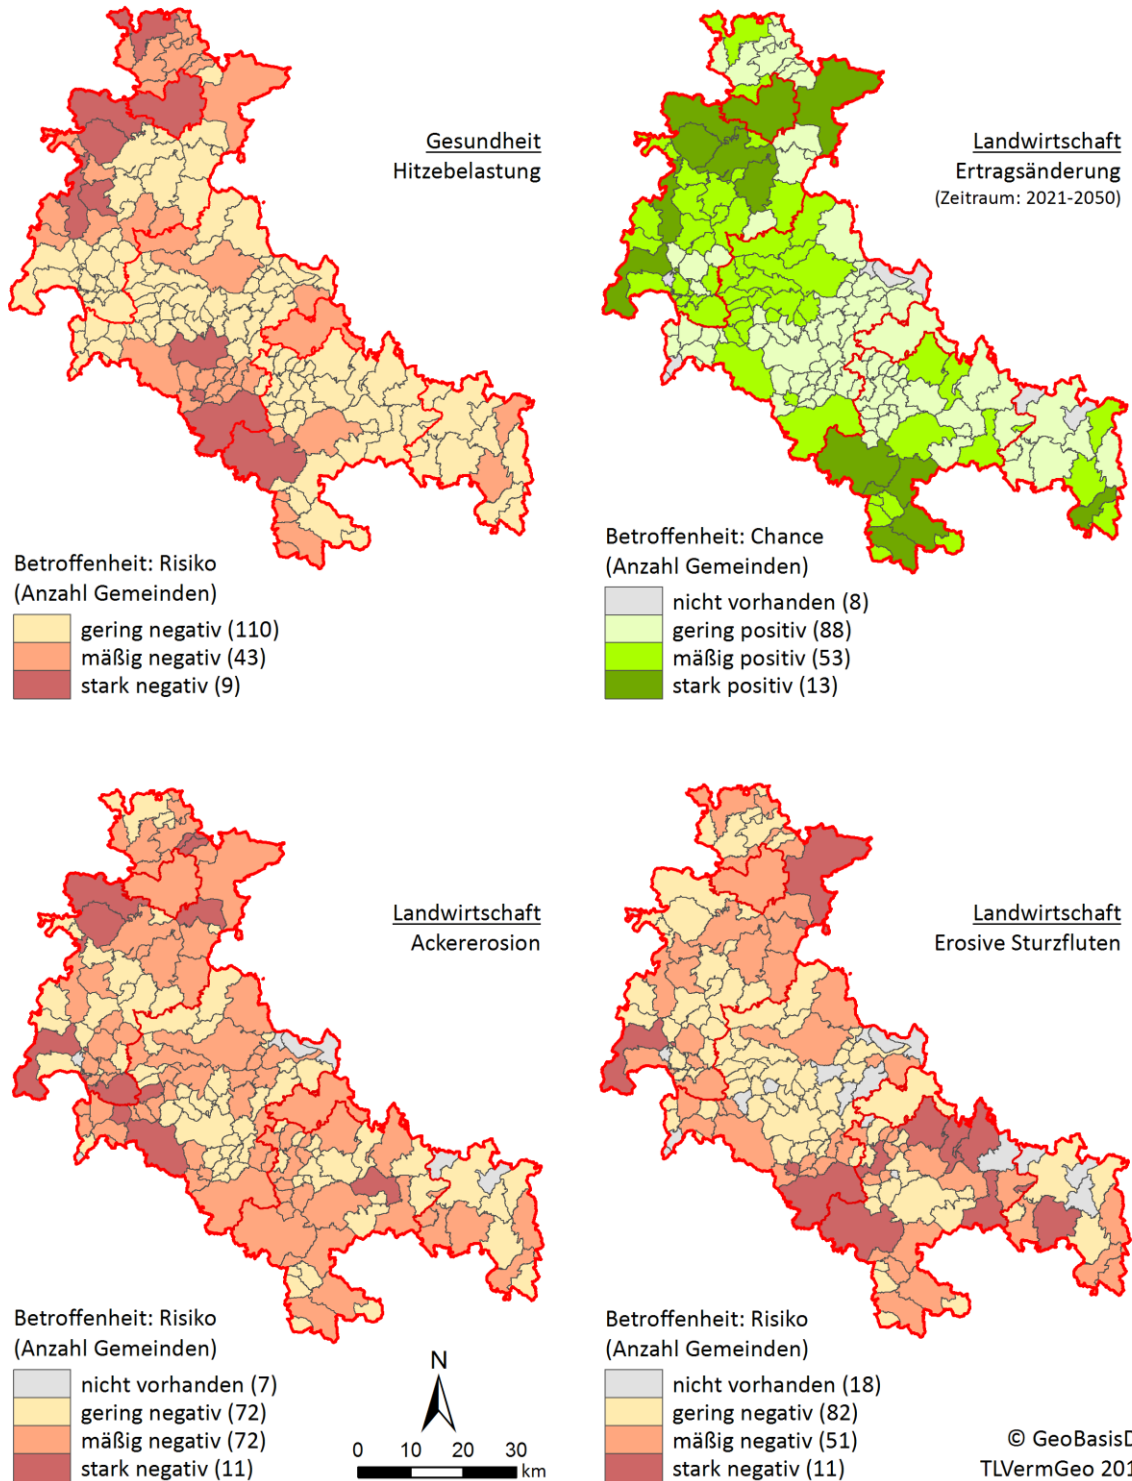 Gesundheit
Hitzebelastung
Betroffenheit: Risiko
(Anzahl Gemeinden)
gering negativ (110)
mäßig negativ (43)
stark negativ (9)
Landwirtschaft
Ertragsänderung
(Zeitraum: 2021-2050)
Betroffenheit: Chance
(Anzahl Gemeinden)
nicht vorhanden (8)
gering positiv (88)
mäßig positiv (53)
stark positiv (13)
Landwirtschaft
Ackererosion
Betroffenheit: Risiko
(Anzahl Gemeinden)
nicht vorhanden (7)
gering negativ (72)
mäßig negativ (72)
stark negativ (11)
N
0 10 20 30
km
Landwirtschaft
Erosive Sturzfluten
Betroffenheit: Risiko
(Anzahl Gemeinden)
nicht vorhanden (18)
gering negativ (82)
mäßig negativ (51)
stark negativ (11)
© GeoBasisD
TLVermGeo 201